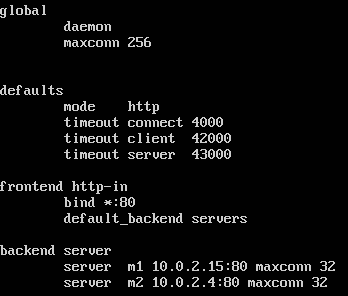 global
        daemon
        maxconn 256

defaults
        mode    http
        timeout connect 4000
        timeout client  42000
        timeout server  43000

frontend http-in
        bind *:80
        default_backend servers

backend server
        server  m1 10.0.2.15:80 maxconn 32
        server  m2 10.0.2.4:80 maxconn 32